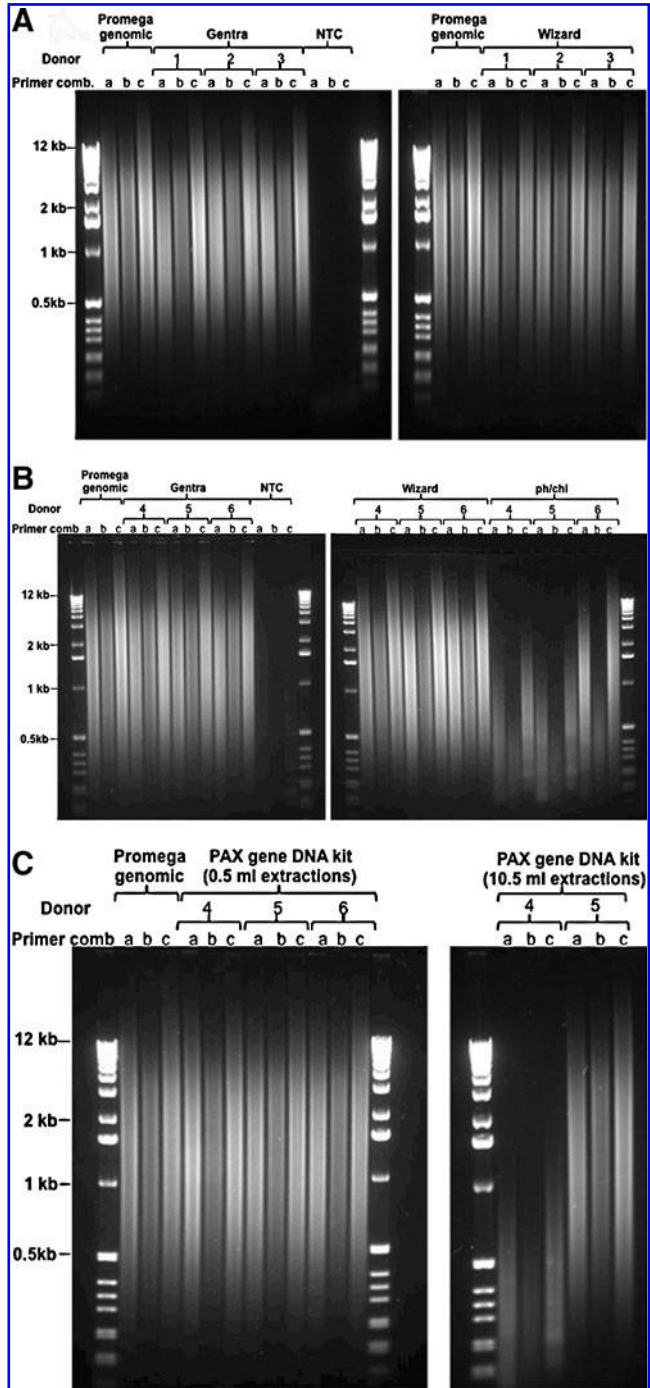 A
Promega genomic Gentra NTC Promega genomic Wizard
Donor 1 2 3 1 2 3
Primer comb. a b c a b c a b c a b c a b c a b c a b c a b c a b c
12 kb
2 kb
1 kb
0.5kb
B
Promega genomic Gentra NTC Wizard ph/chl
Donor 4 5 6 4 5 6 4 5 6
Primer comb a b c a b c a b c a b c a b c a b c a b c a b c a b c a b c a b c
12 kb
2 kb
1 kb
0.5kb
C
Promega genomic PAX gene DNA kit (0.5 ml extractions) PAX gene DNA kit (10.5 ml extractions)
Donor 4 5 6 4 5
Primer comb a b c a b c a b c a b c a b c a b c
12 kb
2 kb
1 kb
0.5kb